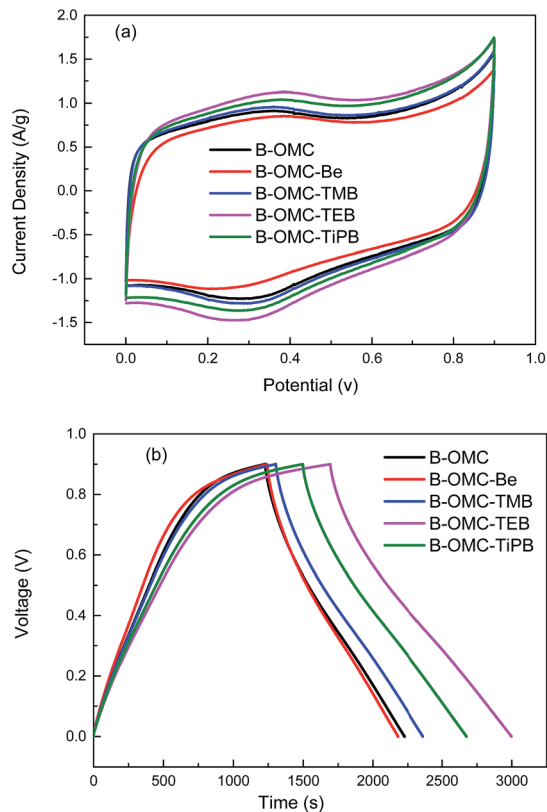 (a)
2.0
1.5
1.0
0.5
0.0
-0.5
-1.0
-1.5
Current Density (A/g)
B-OMC
B-OMC-Be
B-OMC-TMB
B-OMC-TEB
B-OMC-TiPB
0.0 0.2 0.4 0.6 0.8 1.0
Potential (v)
(b)
1.0
0.8
0.6
0.4
0.2
0.0
Voltage (V)
B-OMC
B-OMC-Be
B-OMC-TMB
B-OMC-TEB
B-OMC-TiPB
0 500 1000 1500 2000 2500 3000
Time (s)